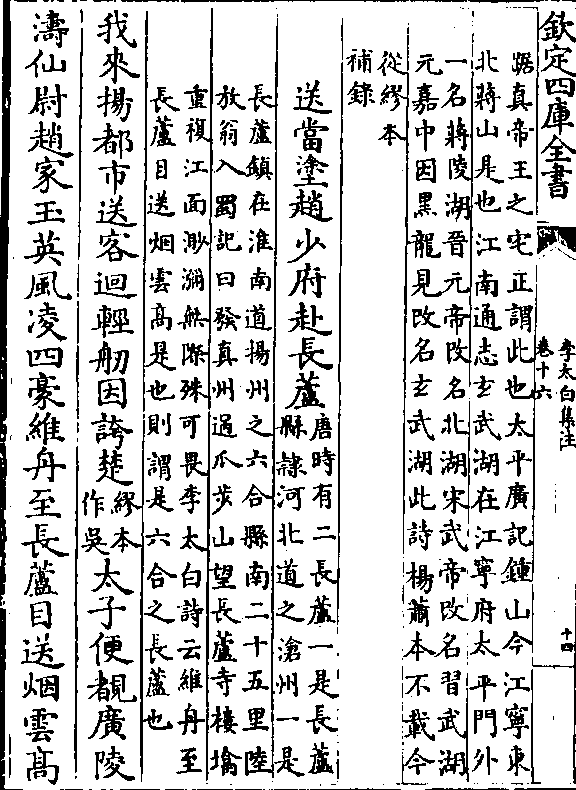 欽定四庫全書
李太白集注
卷十六
十四
踞真帝王之宅正謂此也太平廣記鍾山今江寧東
北蔣山是也江南通志玄武湖在江寧府太平門外
一名蔣陵湖晉元帝改名北湖宋武帝改名習武湖
元嘉中因黑龍見改名玄武湖此詩楊蕭本不載今
從繆本
補錄
送當塗趙少府赴長蘆
唐時有二長蘆一是長蘆
縣隸河北道之滄州一是
長蘆鎮在淮南道揚州之六合縣南二十五里陸
放翁入蜀記曰發真州過瓜步山望長蘆寺樓墖
重複江面渺瀰無際殊可畏李太白詩云維舟至
長蘆目送烟雲髙是也則謂是六合之長蘆也
我來揚都市送客迴輕舠因誇楚
繆本
作吳
太子便覩廣陵
濤仙尉趙家玉英風凌四豪維舟至長蘆目送烟雲髙